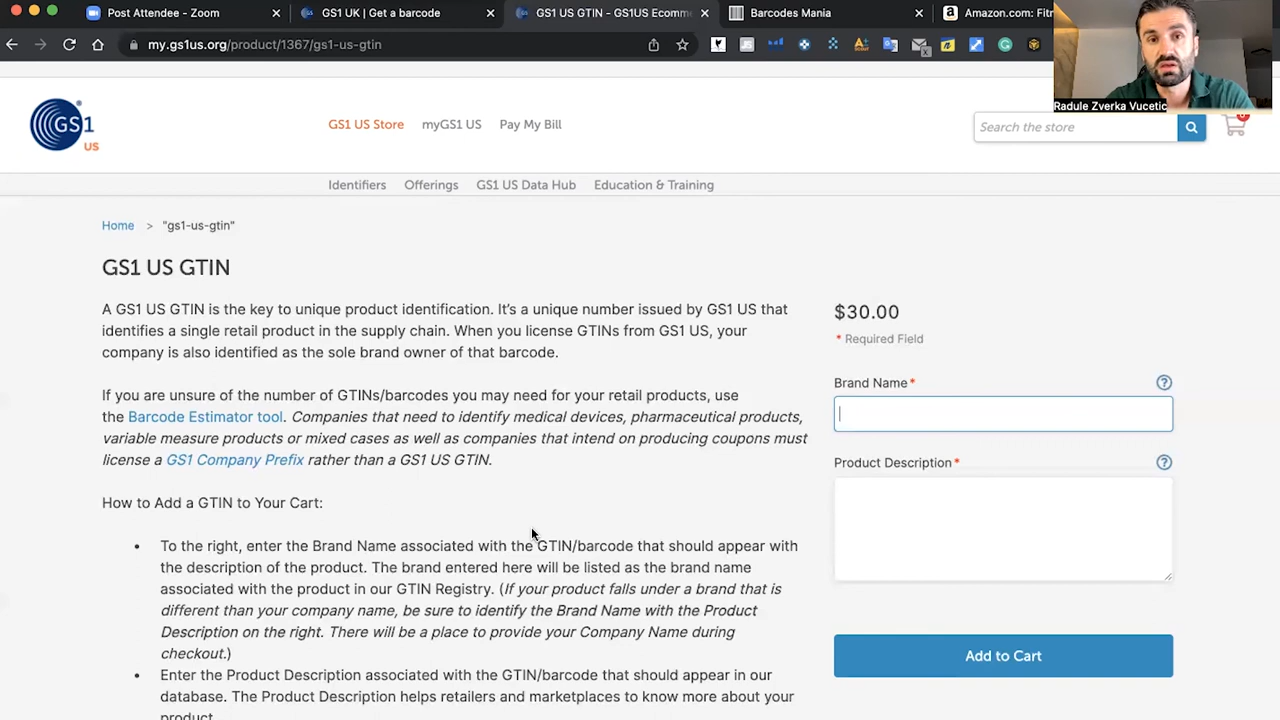 Post Attendee - Zoom
GS1 UK | Get a barcode
GS1 US GTIN - GS1US Ecomm
Barcodes Mania
Amazon.com: Fitn
my.gs1us.org/product/1367/gs1-us-gtin
Radule Zverka Vucetic
GS1
US
GS1 US Store
myGS1 US
Pay My Bill
Search the store
Identifiers
Offerings
GS1 US Data Hub
Education & Training
Home > "gs1-us-gtin"
GS1 US GTIN
A GS1 US GTIN is the key to unique product identification. It's a unique number issued by GS1 US that
identifies a single retail product in the supply chain. When you license GTINs from GS1 US, your
company is also identified as the sole brand owner of that barcode.
If you are unsure of the number of GTINs/barcodes you may need for your retail products, use
the Barcode Estimator tool. Companies that need to identify medical devices, pharmaceutical products,
variable measure products or mixed cases as well as companies that intend on producing coupons must
license a GS1 Company Prefix rather than a GS1 US GTIN.
How to Add a GTIN to Your Cart:
• To the right, enter the Brand Name associated with the GTIN/barcode that should appear with
the description of the product. The brand entered here will be listed as the brand name
associated with the product in our GTIN Registry. (If your product falls under a brand that is
different than your company name, be sure to identify the Brand Name with the Product
Description on the right. There will be a place to provide your Company Name during
checkout.)
• Enter the Product Description associated with the GTIN/barcode that should appear in our
database. The Product Description helps retailers and marketplaces to know more about your
product.
$30.00
* Required Field
Brand Name*
Product Description*
Add to Cart